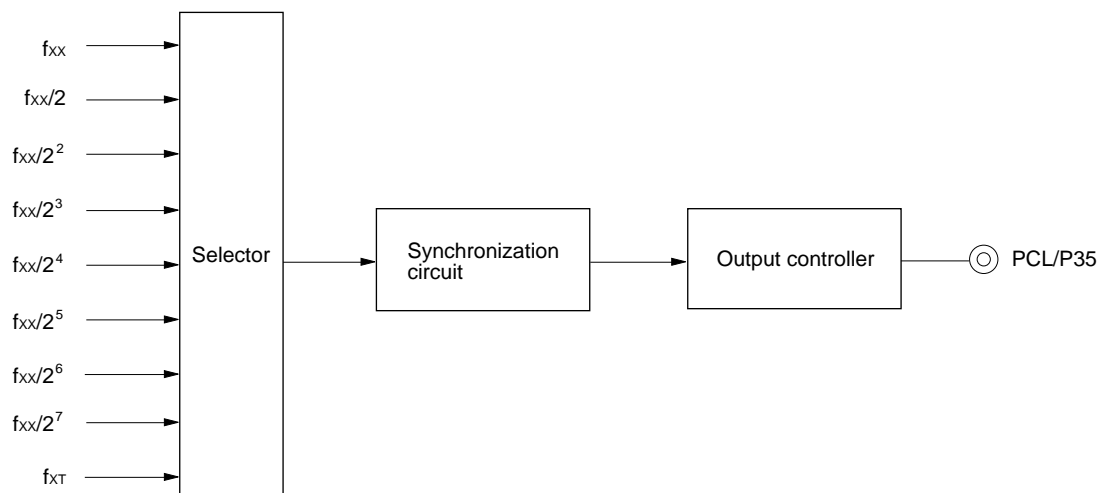 fXX
fXX/2
fXX/2²
fXX/2³
fXX/2⁴
fXX/2⁵
fXX/2⁶
fXX/2⁷
fXT
Selector
Synchronization
circuit
Output controller
PCL/P35